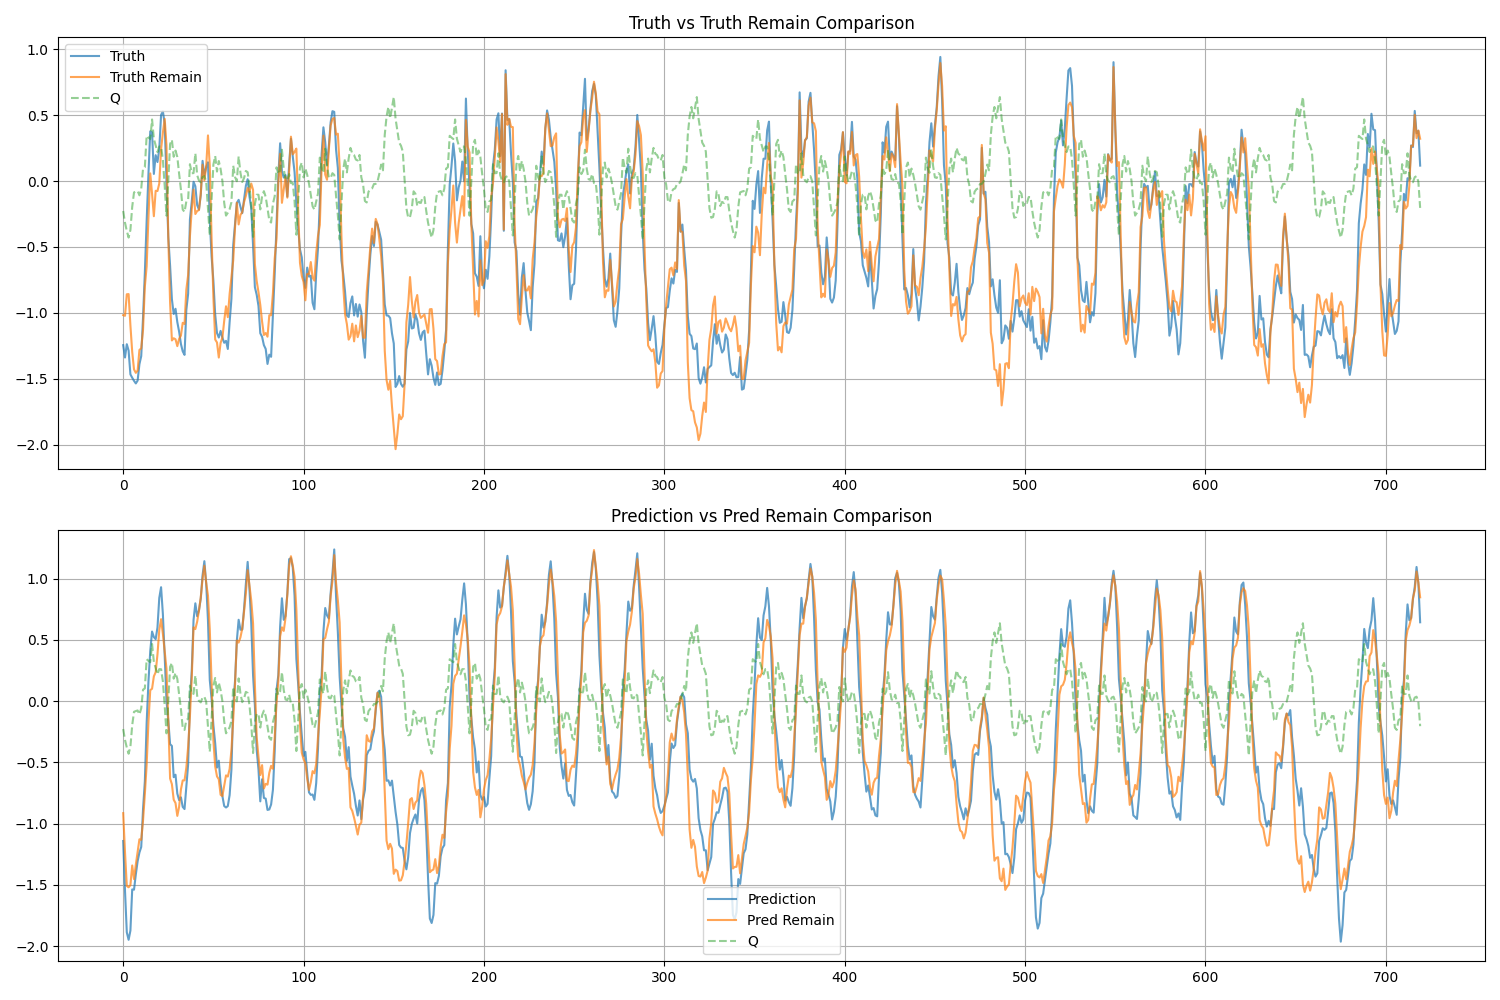 Truth vs Truth Remain Comparison
1.0
0.5
0.0
−0.5
−1.0
−1.5
−2.0
Truth
Truth Remain
Q
0 100 200 300 400 500 600 700
Prediction vs Pred Remain Comparison
1.0
0.5
0.0
−0.5
−1.0
−1.5
−2.0
Prediction
Pred Remain
Q
0 100 200 300 400 500 600 700